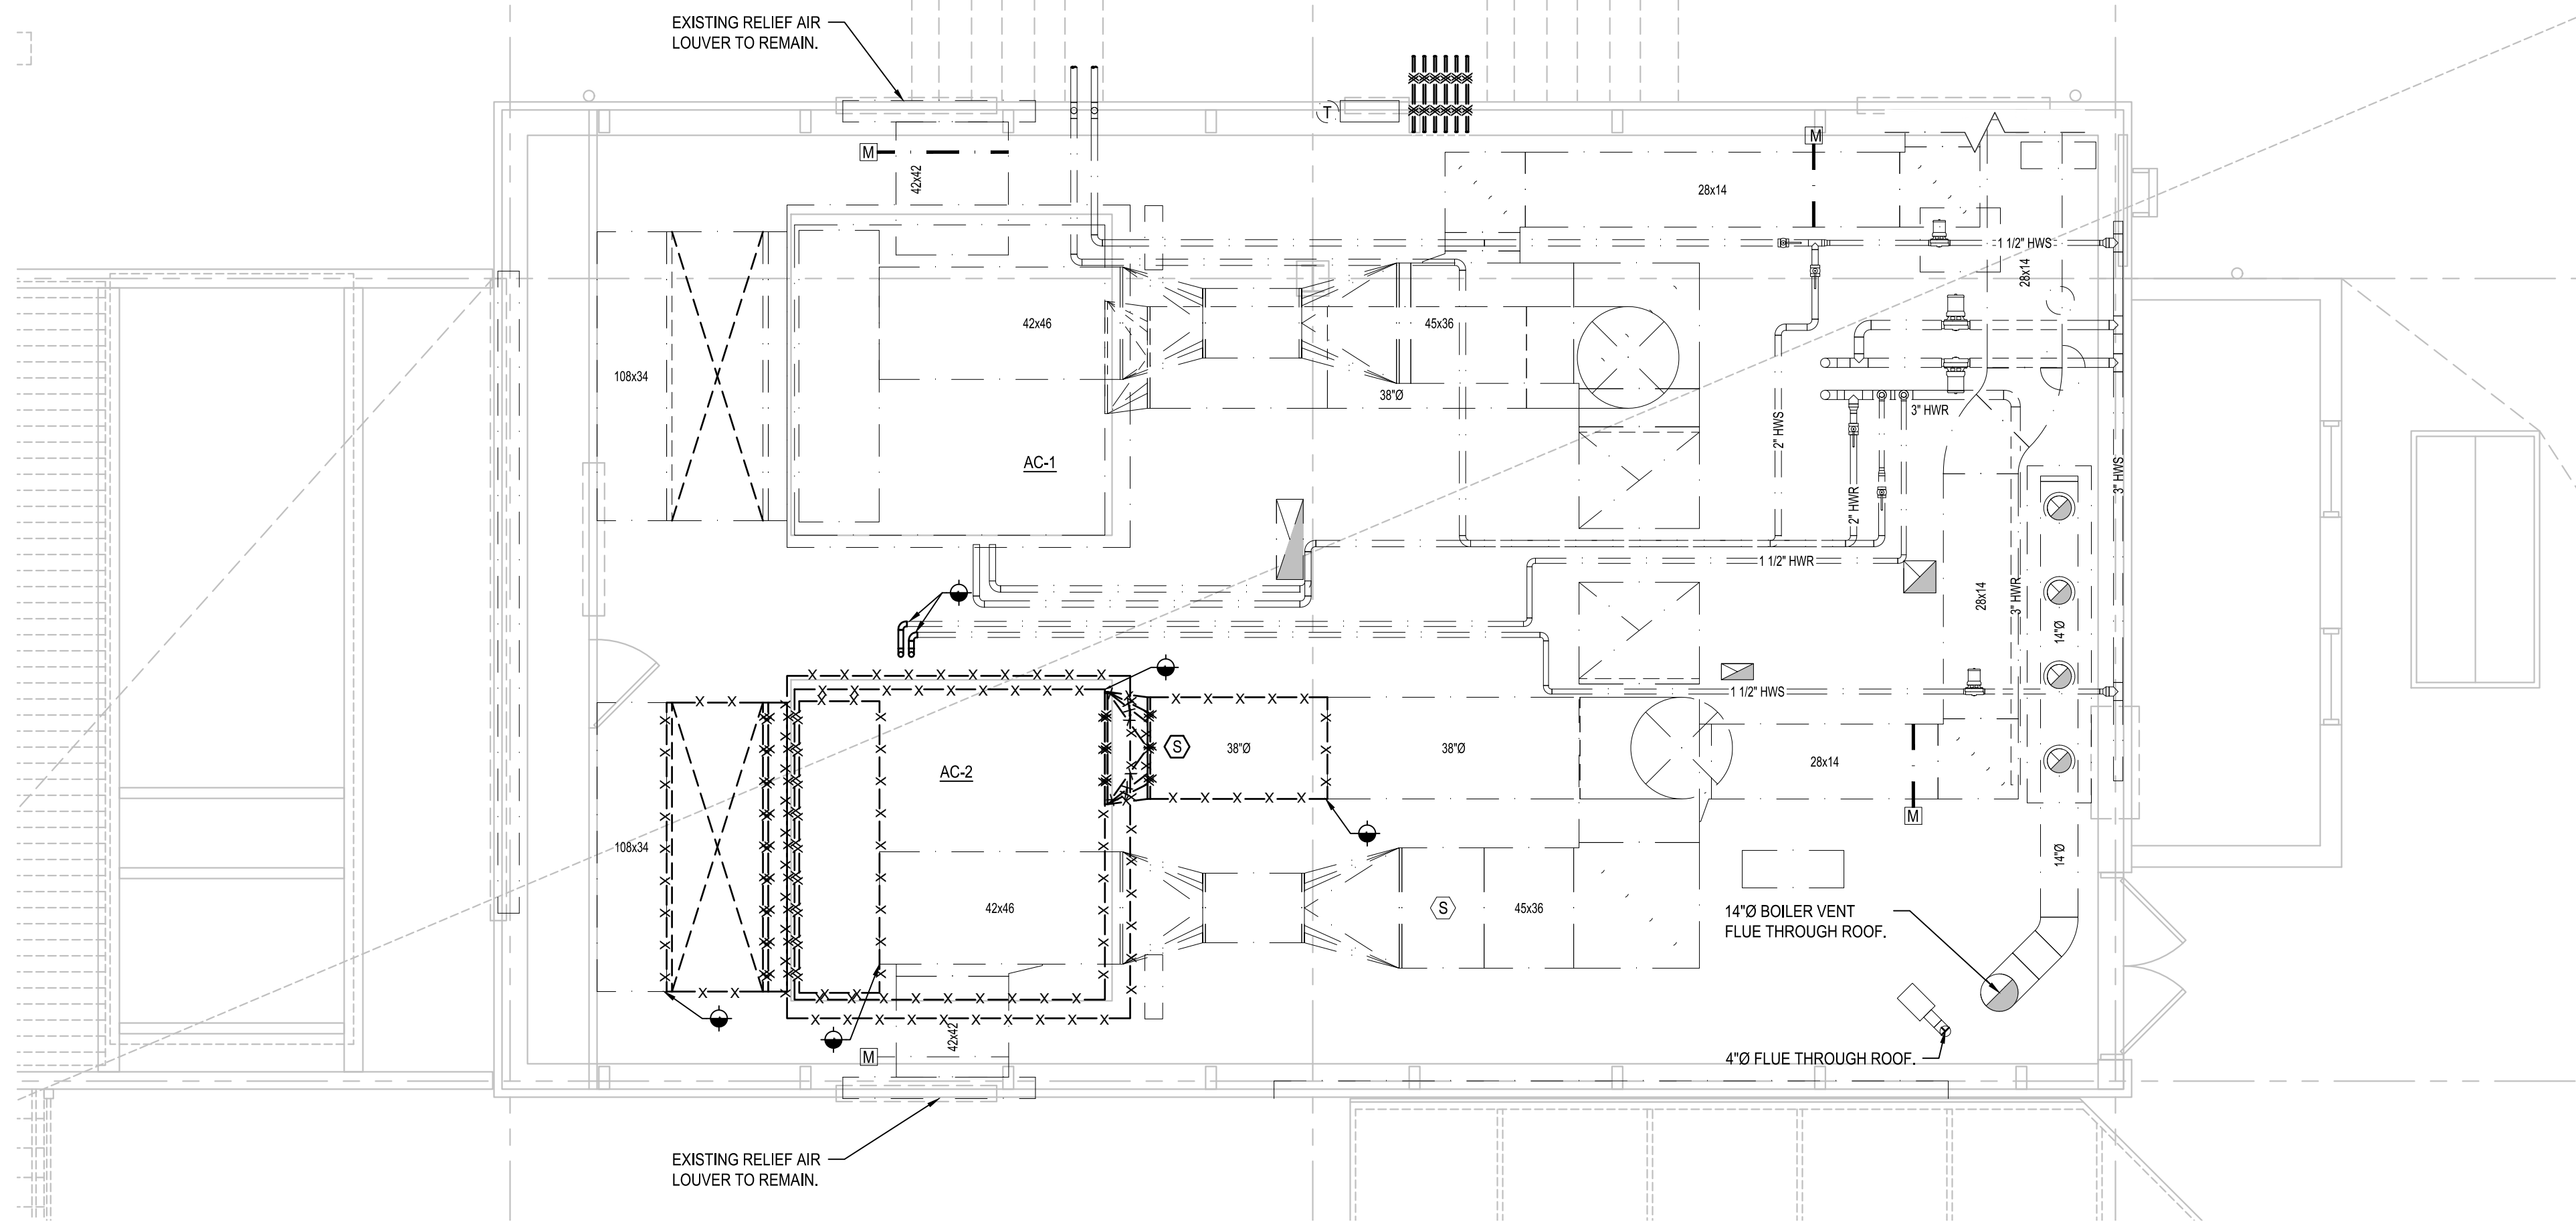 EXISTING RELIEF AIR
LOUVER TO REMAIN.
T
M
M
42x42
28x14
1 1/2" HWS
28x14
42x46
45x36
108x34
38"Ø
3" HWR
2" HWS
AC-1
2" HWR
3" HWS
1 1/2" HWR
28x14
3" HWR
14"Ø
1 1/2" HWS
S
38"Ø
38"Ø
AC-2
28x14
M
108x34
14"Ø
42x46
S
45x36
14"Ø BOILER VENT
FLUE THROUGH ROOF.
42x42
M
4"Ø FLUE THROUGH ROOF.
EXISTING RELIEF AIR
LOUVER TO REMAIN.